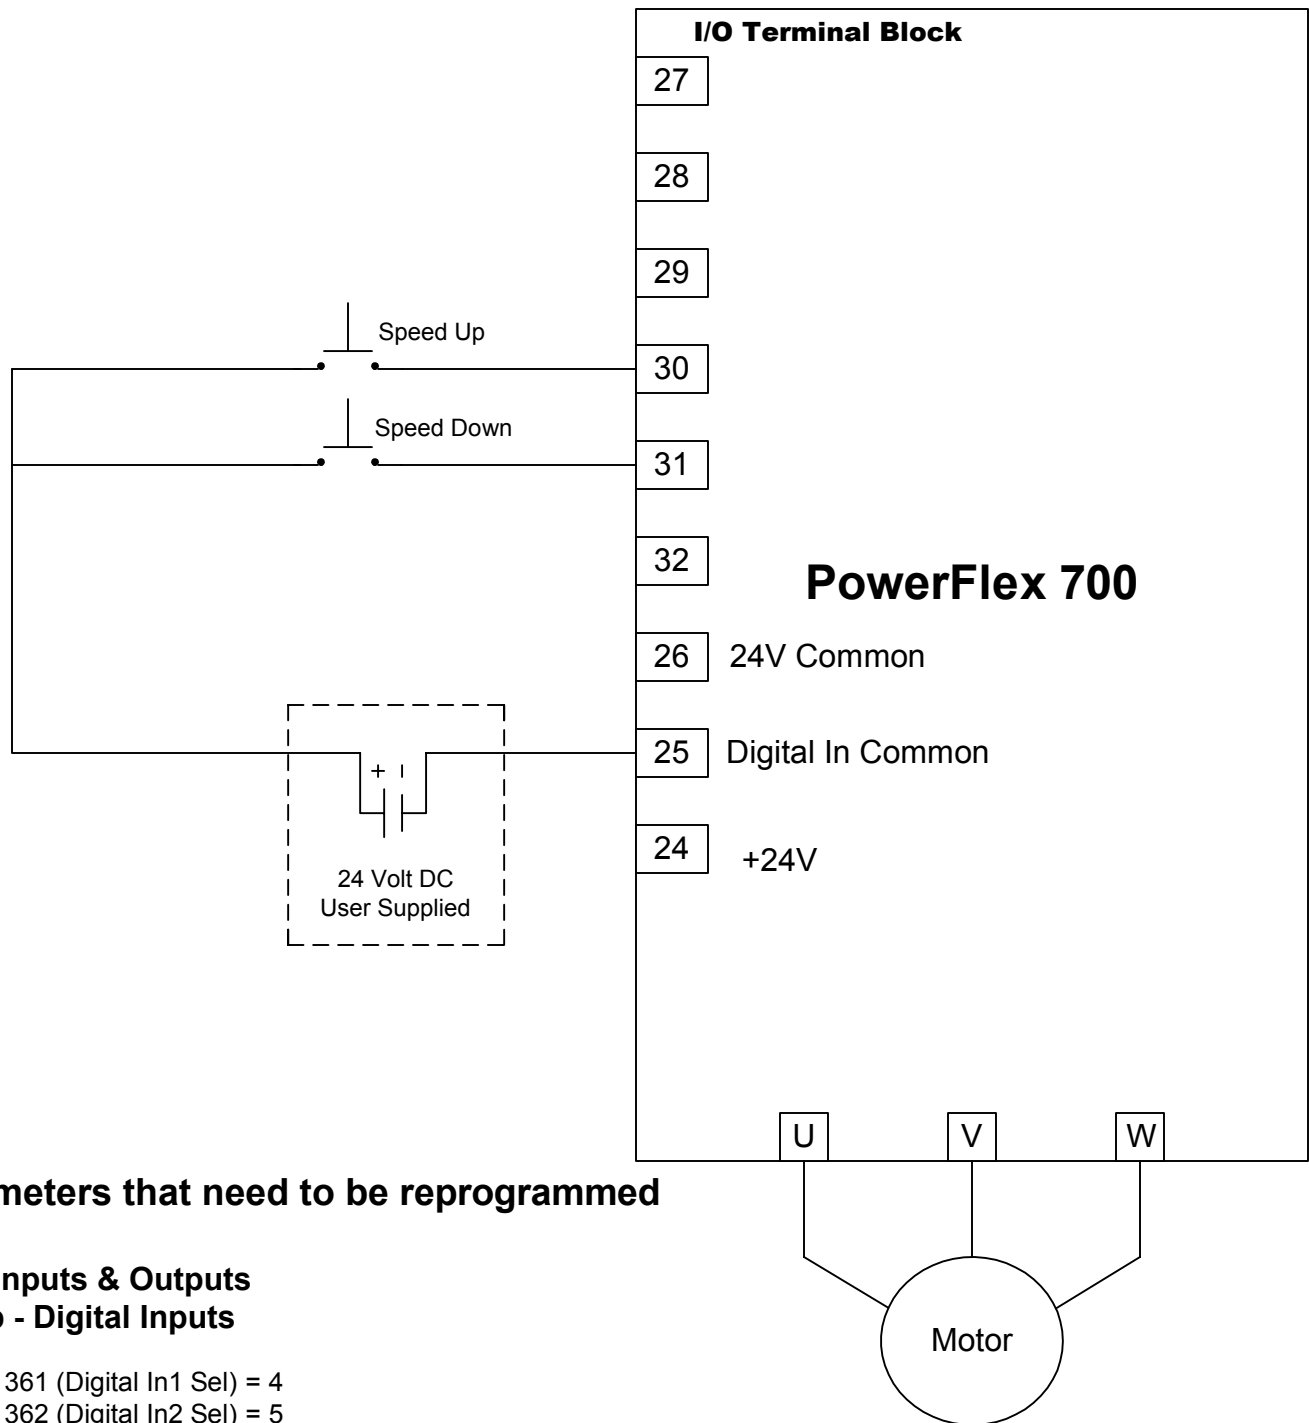 I/O Terminal Block
27
28
29
Speed Up
30
Speed Down
31
32
PowerFlex 700
26 24V Common
25 Digital In Common
+ -
24 +24V
24 Volt DC
User Supplied
U V W
that need to be reprogrammed
& Outputs
- Digital Inputs
Motor
361 (Digital In1 Sel) = 4
362 (Digital In2 Sel) = 5